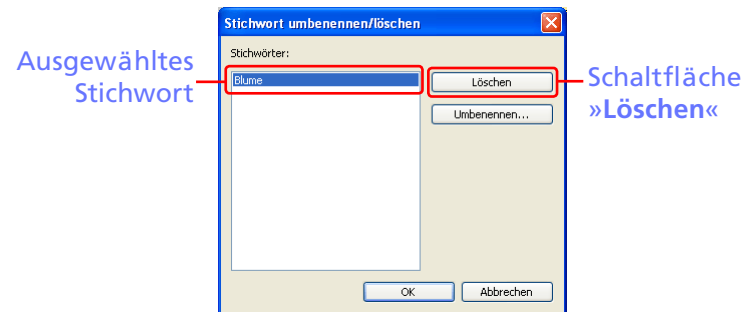 Stichwort umbenennen/löschen
Stichwörter:
Ausgewähltes
Stichwort
Blume
Löschen
Schaltfläche
»Löschen«
Umbenennen...
OK
Abbrechen